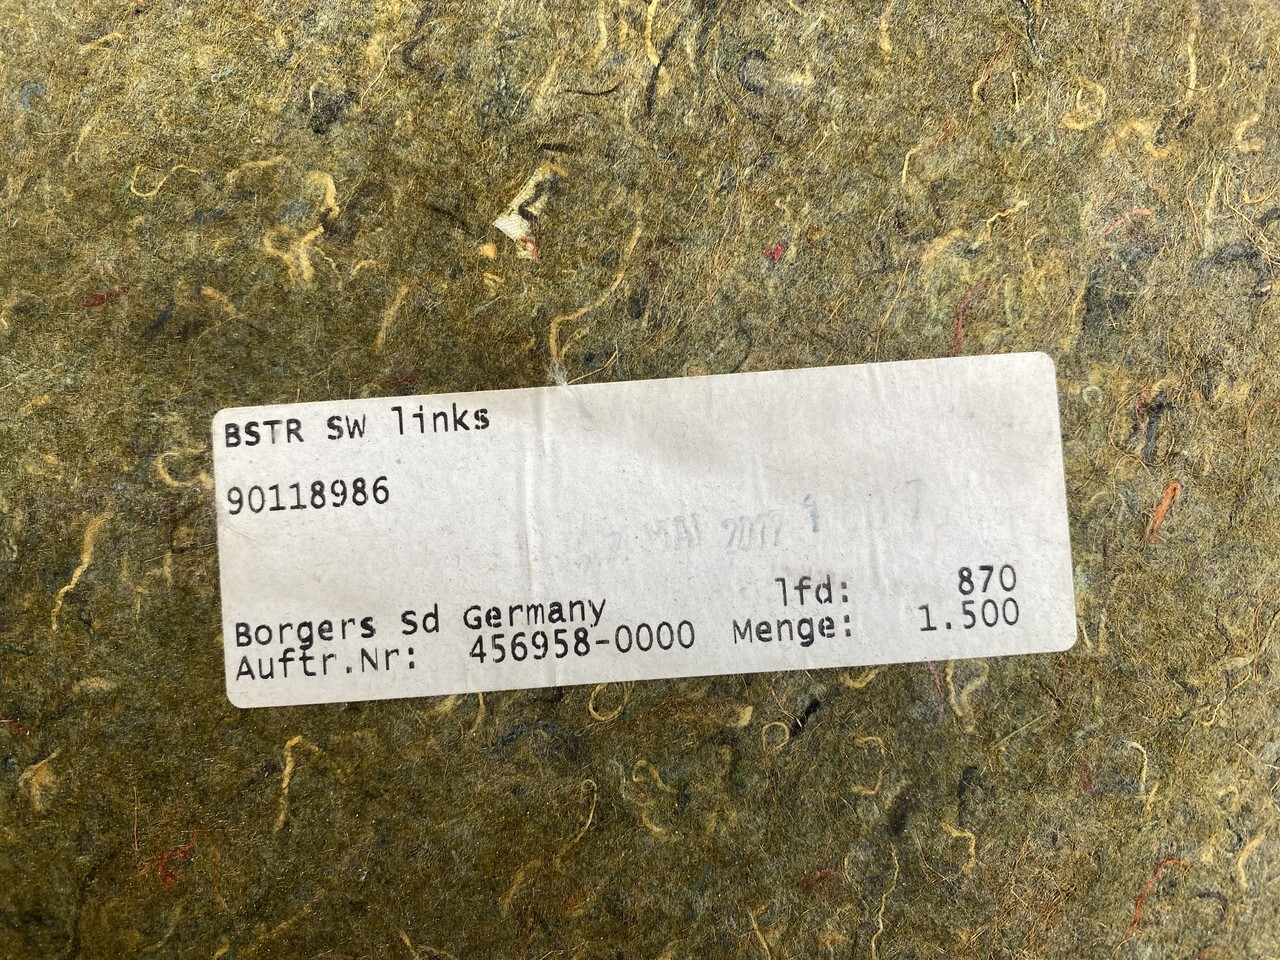 BSTR SW links
90118986
MAI 2017
lfd: 870
Borgers Sd Germany
Auftr.Nr: 456958-0000 Menge: 1.500